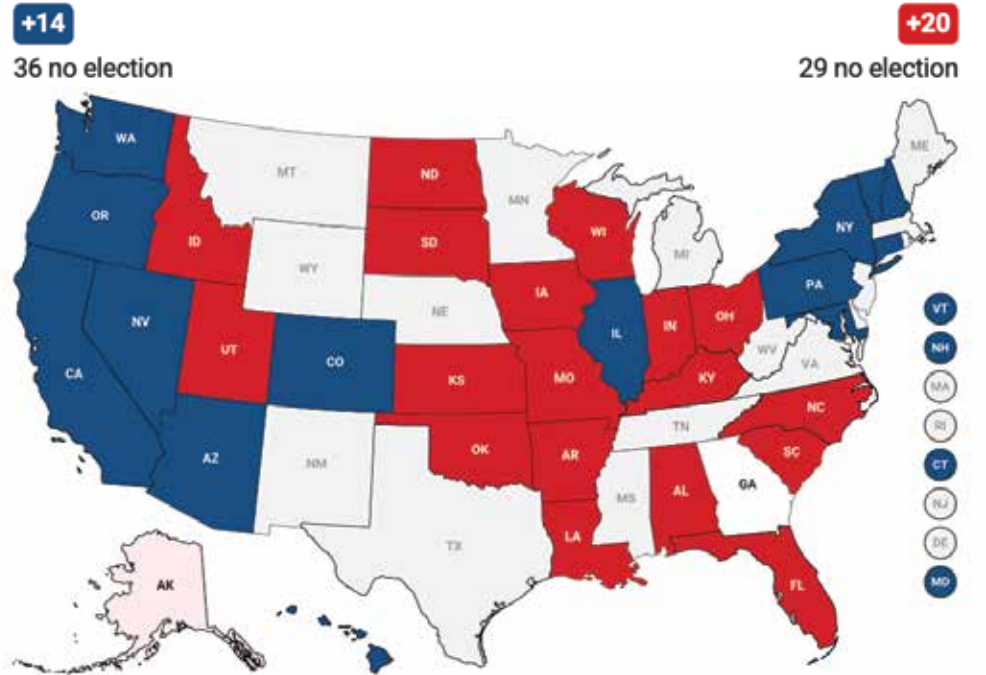 +14
+20
36 no election
29 no election
WA
MT
ND
MN
ME
OR
ID
SD
WI
NY
WY
MI
IA
PA
NE
NV
UT
CO
IL
IN
OH
VT
NH
CA
KS
MO
WV
VA
KY
MA
NC
RI
AZ
NM
OK
AR
TN
SC
CT
MS
AL
GA
NJ
TX
LA
DE
AK
FL
MD